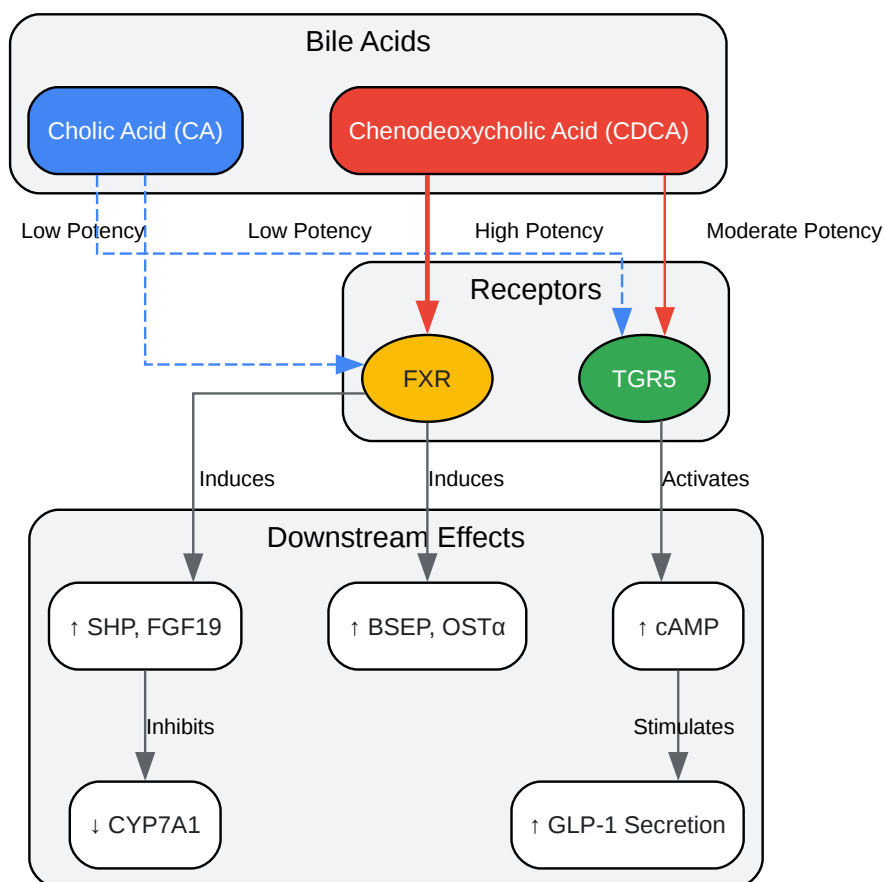 Bile Acids
Cholic Acid (CA)
Chenodeoxycholic Acid (CDCA)
Low Potency
Low Potency
High Potency
Moderate Potency
Receptors
FXR
TGR5
Induces
Induces
Activates
Downstream Effects
↑ SHP, FGF19
↑ BSEP, OSTα
↑ cAMP
Inhibits
Stimulates
↓ CYP7A1
↑ GLP-1 Secretion